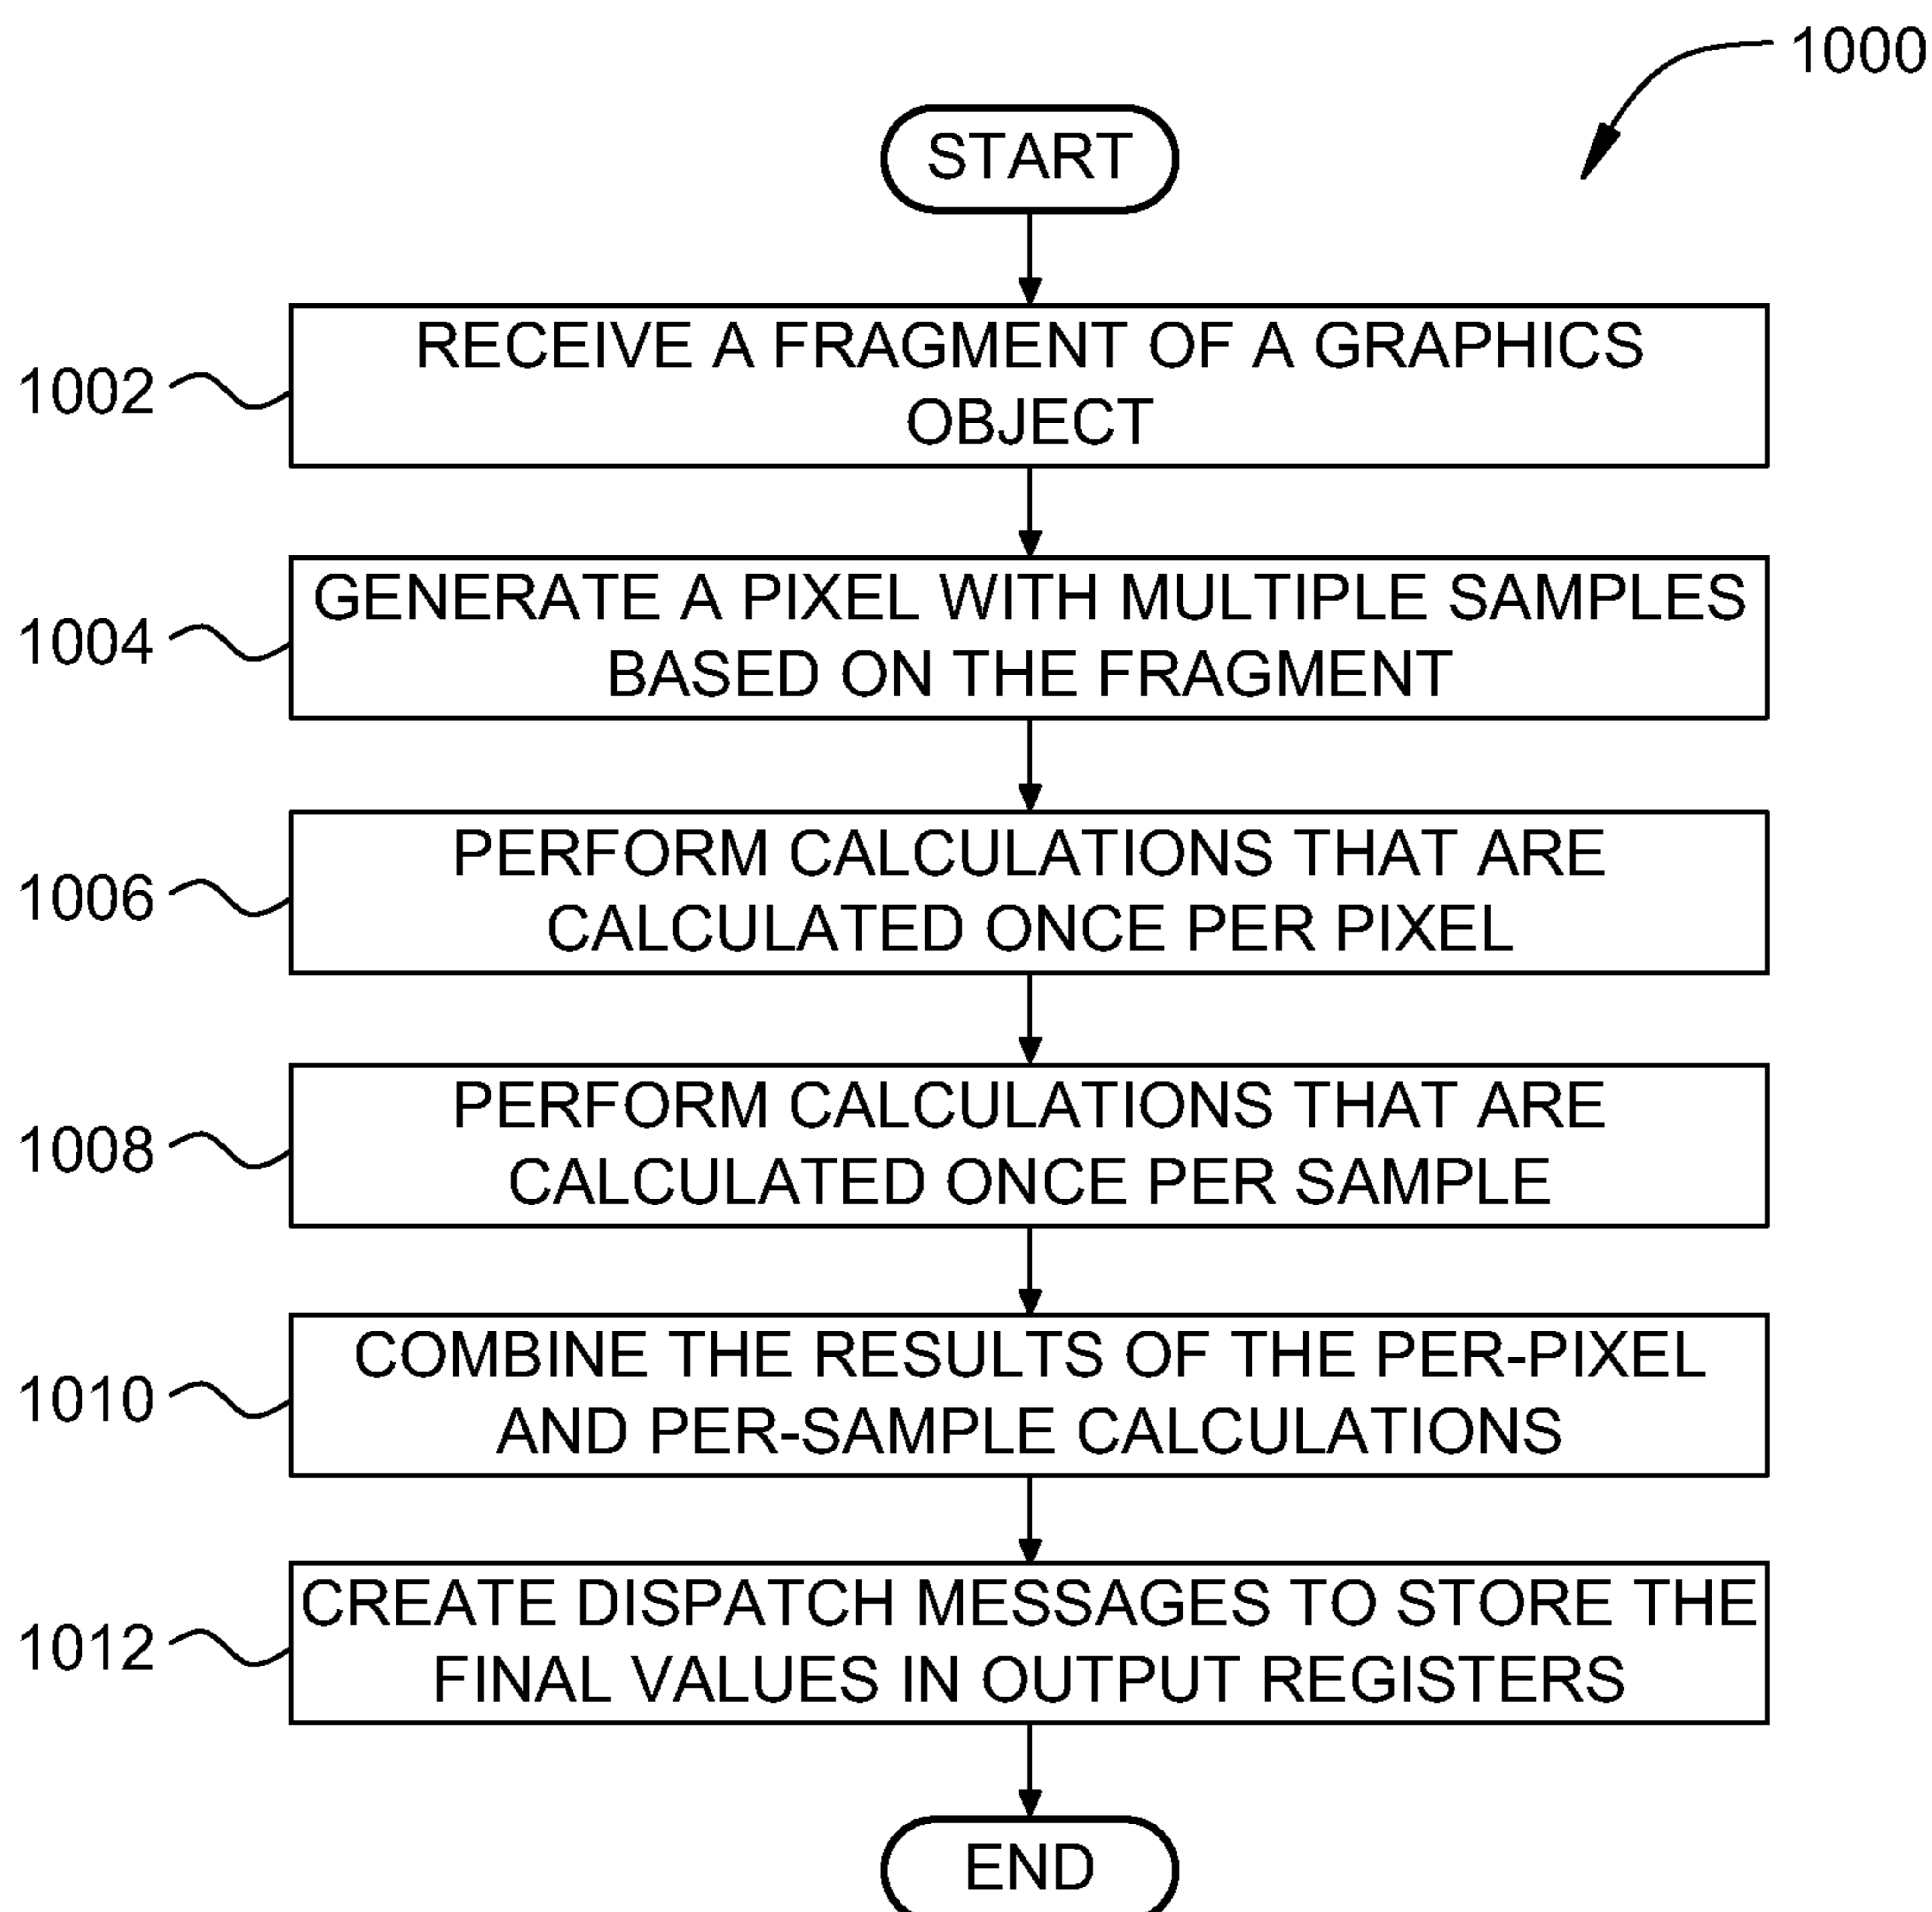 1000
START
RECEIVE A FRAGMENT OF A GRAPHICS
OBJECT
1002
GENERATE A PIXEL WITH MULTIPLE SAMPLES
BASED ON THE FRAGMENT
1004
PERFORM CALCULATIONS THAT ARE
CALCULATED ONCE PER PIXEL
1006
PERFORM CALCULATIONS THAT ARE
CALCULATED ONCE PER SAMPLE
1008
COMBINE THE RESULTS OF THE PER-PIXEL
AND PER-SAMPLE CALCULATIONS
1010
CREATE DISPATCH MESSAGES TO STORE THE
FINAL VALUES IN OUTPUT REGISTERS
1012
END